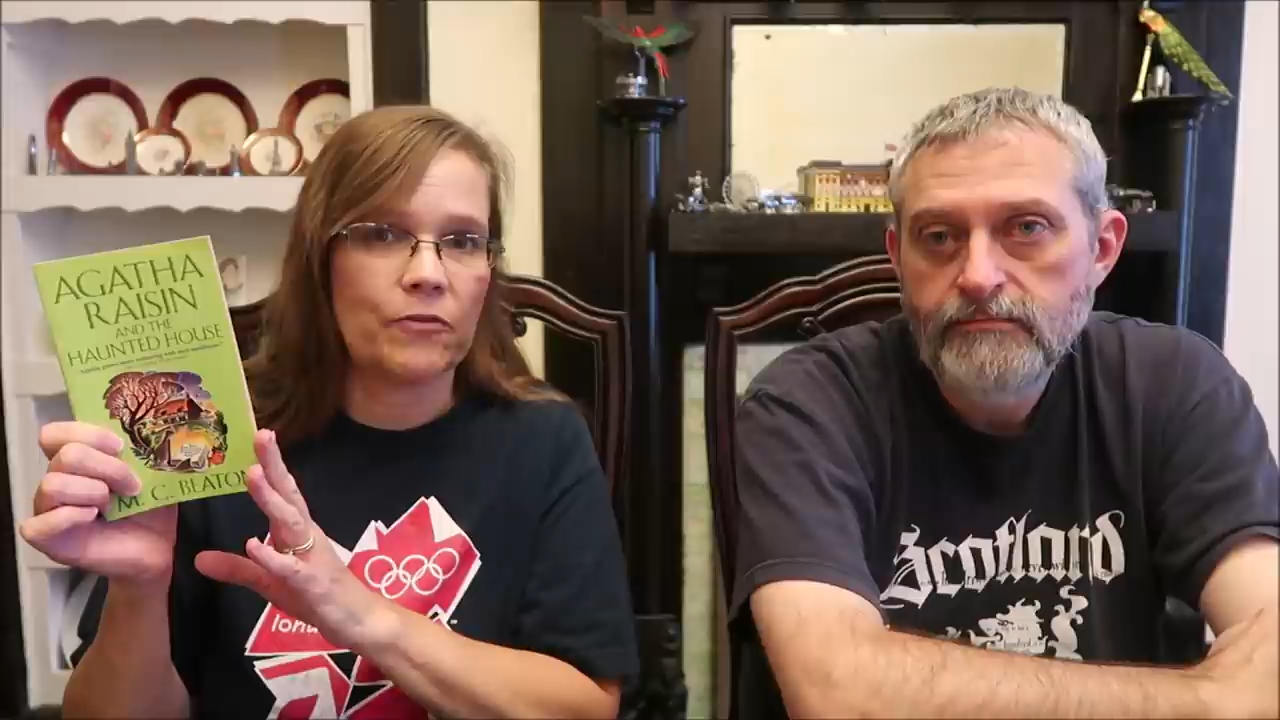 AGATHA
RAISIN
AND THE
HAUNTED HOUSE
M. C. BEATON
london
Scotland